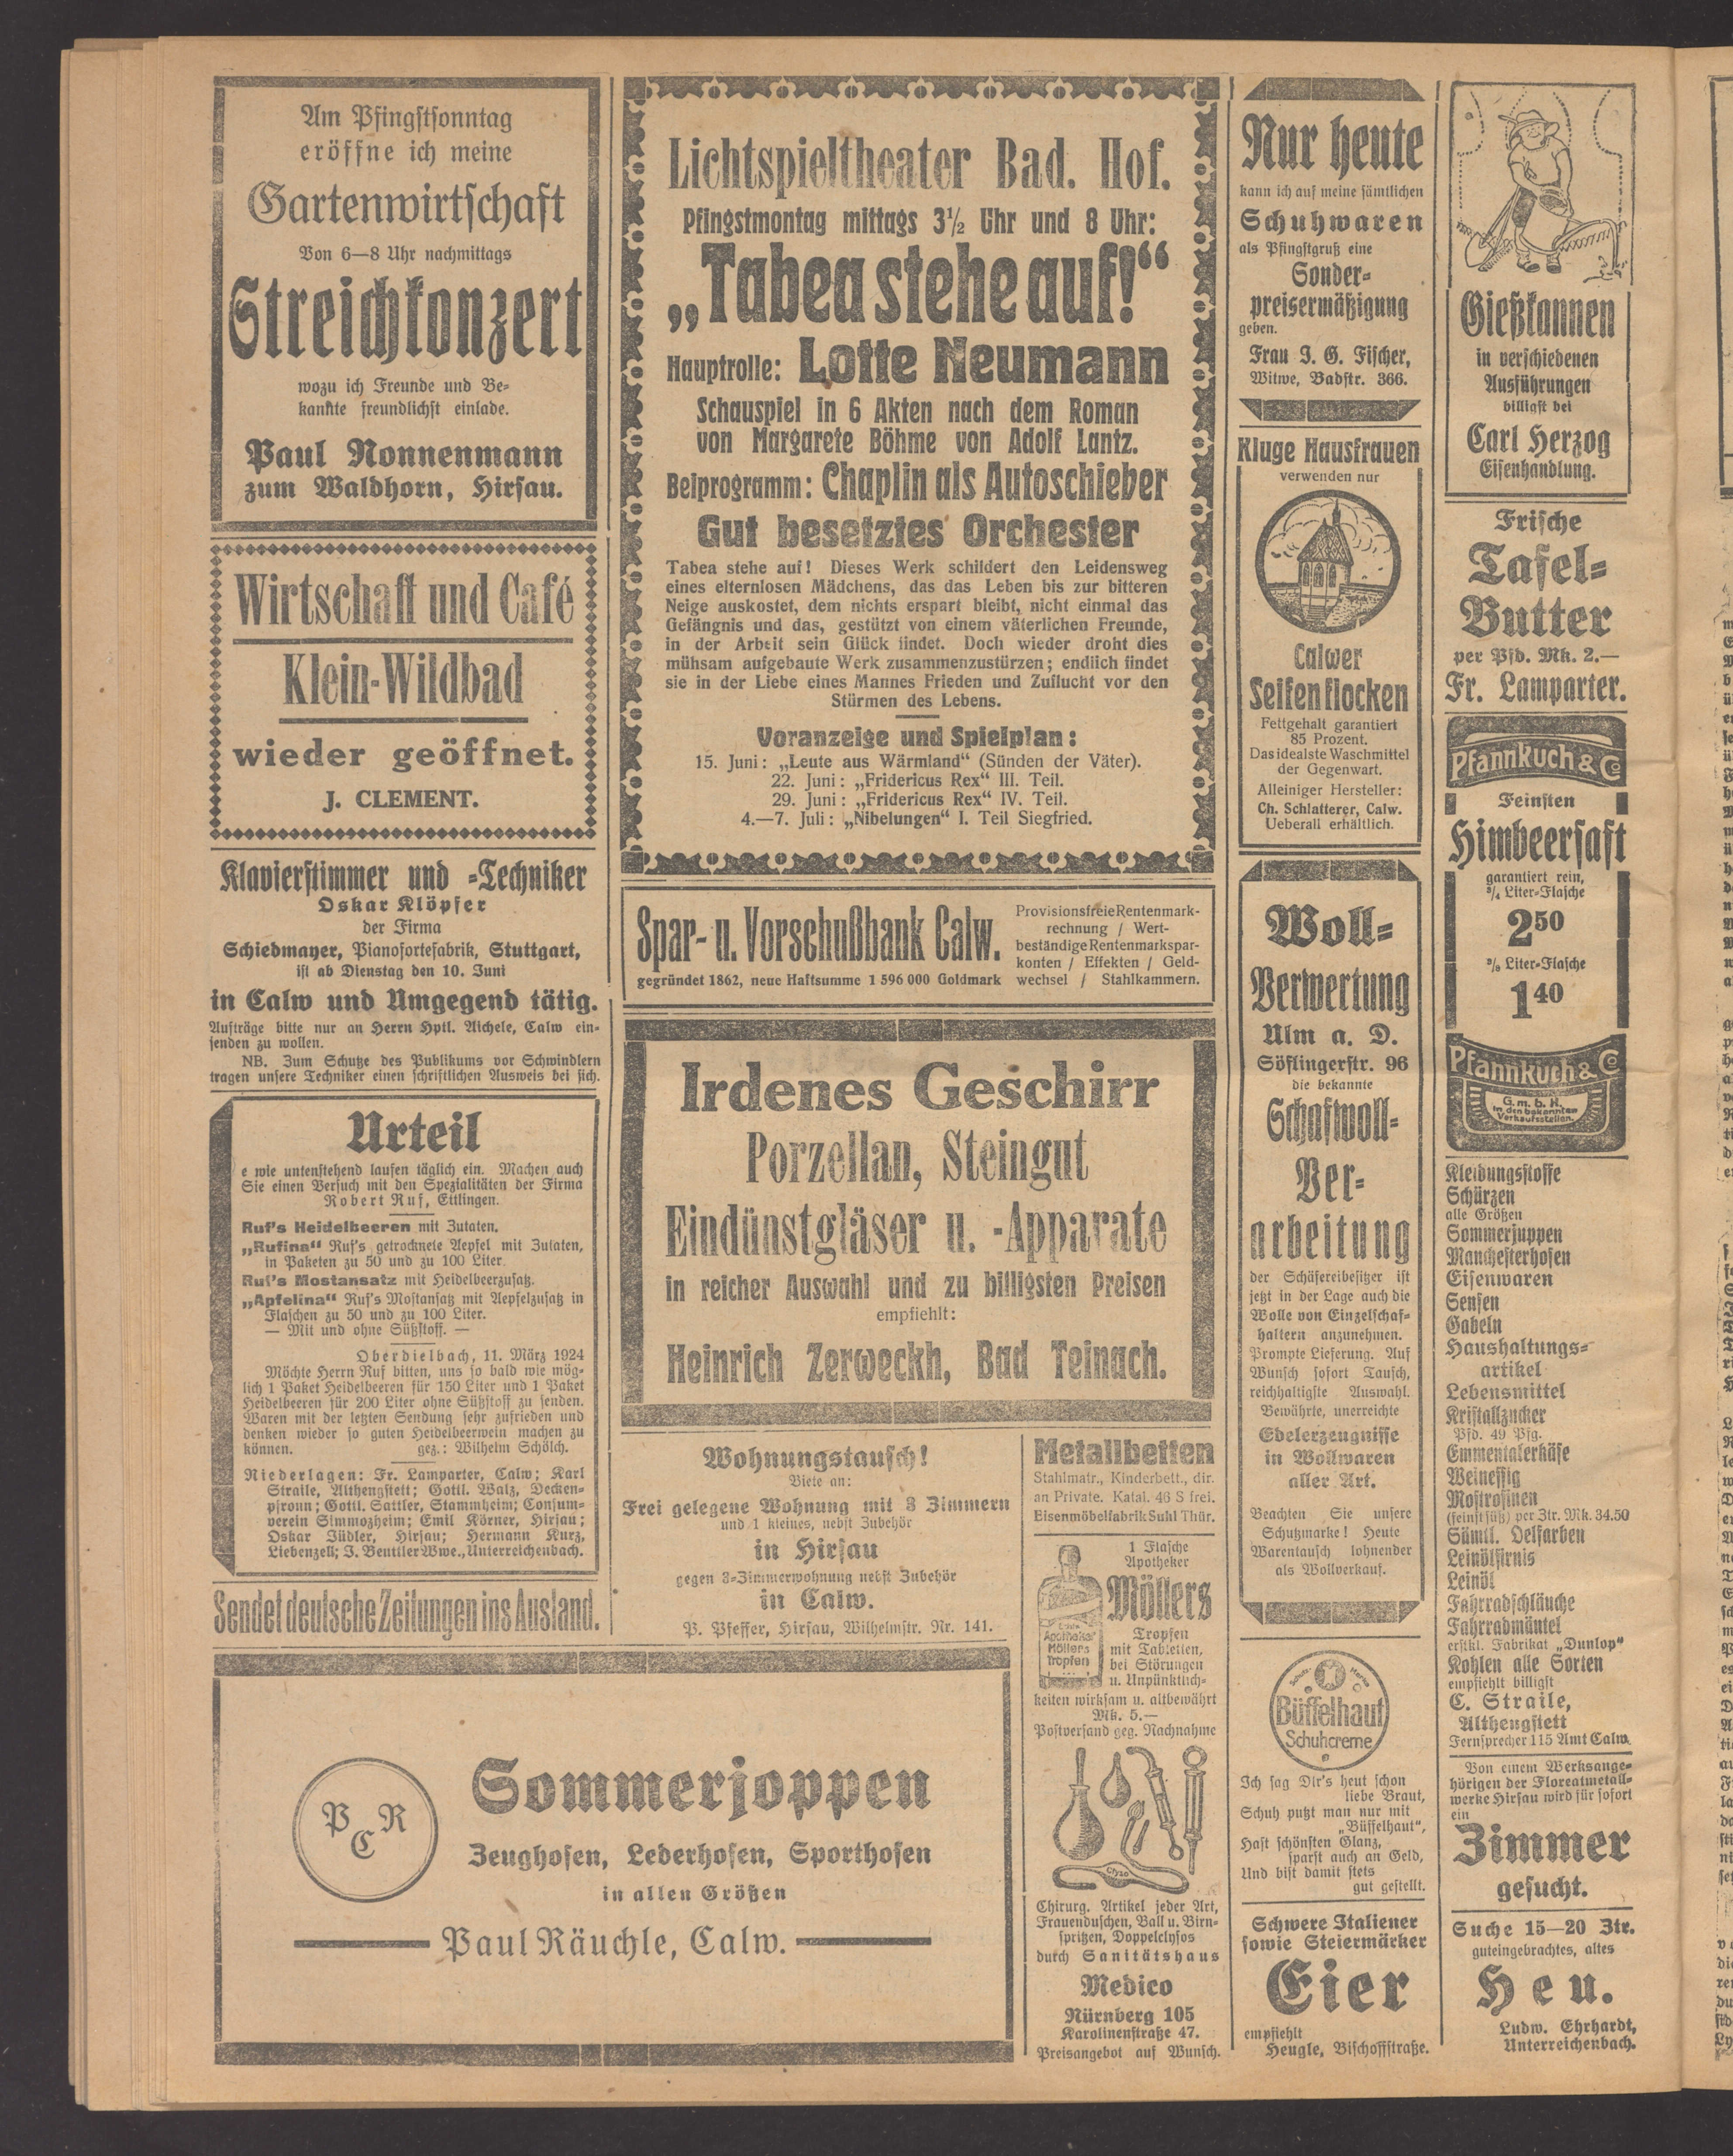 Am Pfingstsonntag
eröffne ich meine
Gartenwirtschaft
Von 6—8 Uhr nachmittags
Streichkonzert
wozu ich Freunde und Be-
kannte freundlichst einlade.
Paul Nonnenmann
zum Waldhorn, Hirsau.
Wirtschaft und Café
Klein-Wildbad
wieder geöffnet.
J. CLEMENT.
Klavierstimmer und -Techniker
Oskar Klöpfer
der Firma
Schiedmayer, Pianofortefabrik, Stuttgart,
ist ab Dienstag den 10. Juni
in Calw und Umgegend tätig.
Aufträge bitte nur an Herrn Hptl. Aichele, Calw ein-
senden zu wollen.
NB. Zum Schutze des Publikums vor Schwindlern
tragen unsere Techniker einen schriftlichen Ausweis bei sich.
Urteil
e wie untenstehend laufen täglich ein. Machen auch
Sie einen Versuch mit den Spezialitäten der Firma
Robert Ruf, Ettlingen.
Ruf's Heidelbeeren mit Zutaten.
„Rufina“ Ruf's getrocknete Aepfel mit Zutaten,
in Paketen zu 50 und zu 100 Liter.
Ruf's Mostansatz mit Heidelbeerzusatz.
„Apfelina“ Ruf's Mostansatz mit Aepfelzusatz in
Flaschen zu 50 und zu 100 Liter.
— Mit und ohne Süßstoff. —
Oberdielbach, 11. März 1924
Möchte Herrn Ruf bitten, uns so bald wie mög-
lich 1 Paket Heidelbeeren für 150 Liter und 1 Paket
Heidelbeeren für 200 Liter ohne Süßstoff zu senden.
Waren mit der letzten Sendung sehr zufrieden und
denken wieder so guten Heidelbeerwein machen zu
können. gez.: Wilhelm Schölch.
Niederlagen: Fr. Lamparter, Calw; Karl
Straile, Althengstett; Gottl. Walz, Decken-
pfronn; Gottl. Sattler, Stammheim; Consum-
verein Simmozheim; Emil Körner, Hirsau;
Oskar Jüdler, Hirsau; Hermann Kurz,
Liebenzell; J. Beuttler Wwe., Unterreichenbach.
Sendet deutsche Zeitungen ins Ausland.
Lichtspieltheater Bad. Hof.
Pfingstmontag mittags 3½ Uhr und 8 Uhr:
„Tabea stehe auf!“
Hauptrolle: Lotte Neumann
Schauspiel in 6 Akten nach dem Roman
von Margarete Böhme von Adolf Lantz.
Beiprogramm: Chaplin als Autoschieber
Gut besetztes Orchester
Tabea stehe auf! Dieses Werk schildert den Leidensweg
eines elternlosen Mädchens, das das Leben bis zur bitteren
Neige auskostet, dem nichts erspart bleibt, nicht einmal das
Gefängnis und das, gestützt von einem väterlichen Freunde,
in der Arbeit sein Glück findet. Doch wieder droht dies
mühsam aufgebaute Werk zusammenzustürzen; endlich findet
sie in der Liebe eines Mannes Frieden und Zuflucht vor den
Stürmen des Lebens.
Voranzeige und Spielplan:
15. Juni: „Leute aus Wärmland“ (Sünden der Väter).
22. Juni: „Fridericus Rex“ III. Teil.
29. Juni: „Fridericus Rex“ IV. Teil.
4.—7. Juli: „Nibelungen“ I. Teil Siegfried.
Spar- u. Vorschußbank Calw.
gegründet 1862, neue Haftsumme 1 596 000 Goldmark
Provisionsfreie Rentenmark-
rechnung / Wert-
beständige Rentenmarkspar-
konten / Effekten / Geld-
wechsel / Stahlkammern.
Irdenes Geschirr
Porzellan, Steingut
Eindünstgläser u. -Apparate
in reicher Auswahl und zu billigsten Preisen
empfiehlt:
Heinrich Zerweckh, Bad Teinach.
Wohnungstausch!
Biete an:
Frei gelegene Wohnung mit 3 Zimmern
und 1 kleines, nebst Zubehör
in Hirsau
gegen 3-Zimmerwohnung nebst Zubehör
in Calw.
P. Pfeffer, Hirsau, Wilhelmstr. Nr. 141.
P C R
Sommerjoppen
Zeughosen, Lederhosen, Sporthosen
in allen Größen
Paul Räuchle, Calw.
Metallbetten
Stahlmatr., Kinderbett., dir.
an Private. Katal. 46 S frei.
Eisenmöbelfabrik Suhl Thür.
1 Flasche
Apotheker
Möllers
Tropfen
mit Tabletten,
bei Störungen
u. Unpünktlich-
keiten wirksam u. altbewährt
Mk. 5.—
Postversand geg. Nachnahme
Apotheker
Möllers
Tropfen
Chirurg. Artikel jeder Art,
Frauenduschen, Ball u. Birn-
spritzen, Doppelclysos
durch Sanitätshaus
Medico
Nürnberg 105
Karolinenstraße 47.
Preisangebot auf Wunsch.
Nur heute
kann ich auf meine sämtlichen
Schuhwaren
als Pfingstgruß eine
Sonder-
preisermäßigung
geben.
Frau J. G. Fischer,
Witwe, Badstr. 366.
Kluge Hausfrauen
verwenden nur
Calwer
Seifenflocken
Fettgehalt garantiert
85 Prozent.
Das idealste Waschmittel
der Gegenwart.
Alleiniger Hersteller:
Ch. Schlatterer, Calw.
Ueberall erhältlich.
Woll-
Verwertung
Ulm a. D.
Söflingerstr. 96
die bekannte
Schafwoll-
Ver-
arbeitung
der Schäfereibesitzer ist
jetzt in der Lage auch die
Wolle von Einzelschaf-
haltern anzunehmen.
Prompte Lieferung. Auf
Wunsch sofort Tausch,
reichhaltigste Auswahl.
Bewährte, unerreichte
Edelerzeugnisse
in Wollwaren
aller Art.
Beachten Sie unsere
Schutzmarke! Heute
Warentausch lohnender
als Wollverkauf.
Schutz-Marke
Büffelhaut
Schuhcreme
Ich sag Dir's heut schon
liebe Braut,
Schuh putzt man nur mit
„Büffelhaut“,
Hast schönsten Glanz,
sparst auch an Geld,
Und bist damit stets
gut gestellt.
Schwere Italiener
sowie Steiermärker
Eier
empfiehlt
Heugle, Bischoffstraße.
Gießkannen
in verschiedenen
Ausführungen
billigst bei
Carl Herzog
Eisenhandlung.
Frische
Tafel-
Butter
per Pfd. Mk. 2.—
Fr. Lamparter.
Pfannkuch & Co
Feinsten
Himbeersaft
garantiert rein,
¾ Liter-Flasche
2 50
⅜ Liter-Flasche
1 40
Pfannkuch & Co
G. m. b. H.
in den bekannten
Verkaufsstellen.
Kleidungsstoffe
Schürzen
alle Größen
Sommerjuppen
Manchesterhosen
Eisenwaren
Sensen
Gabeln
Haushaltungs-
artikel
Lebensmittel
Kristallzucker
Pfd. 49 Pfg.
Emmentalerkäse
Weinessig
Mostrosinen
(feinst süß) per Ztr. Mk. 34.50
Sämtl. Oelfarben
Leinölfirnis
Leinöl
Fahrradschläuche
Fahrradmäntel
erstkl. Fabrikat „Dunlop“
Kohlen alle Sorten
empfiehlt billigst
C. Straile,
Althengstett
Fernsprecher 115 Amt Calw.
Von einem Werksange-
hörigen der Floreatmetall-
werke Hirsau wird für sofort
ein
Zimmer
gesucht.
Suche 15—20 Ztr.
guteingebrachtes, altes
Heu.
Ludw. Ehrhardt,
Unterreichenbach.